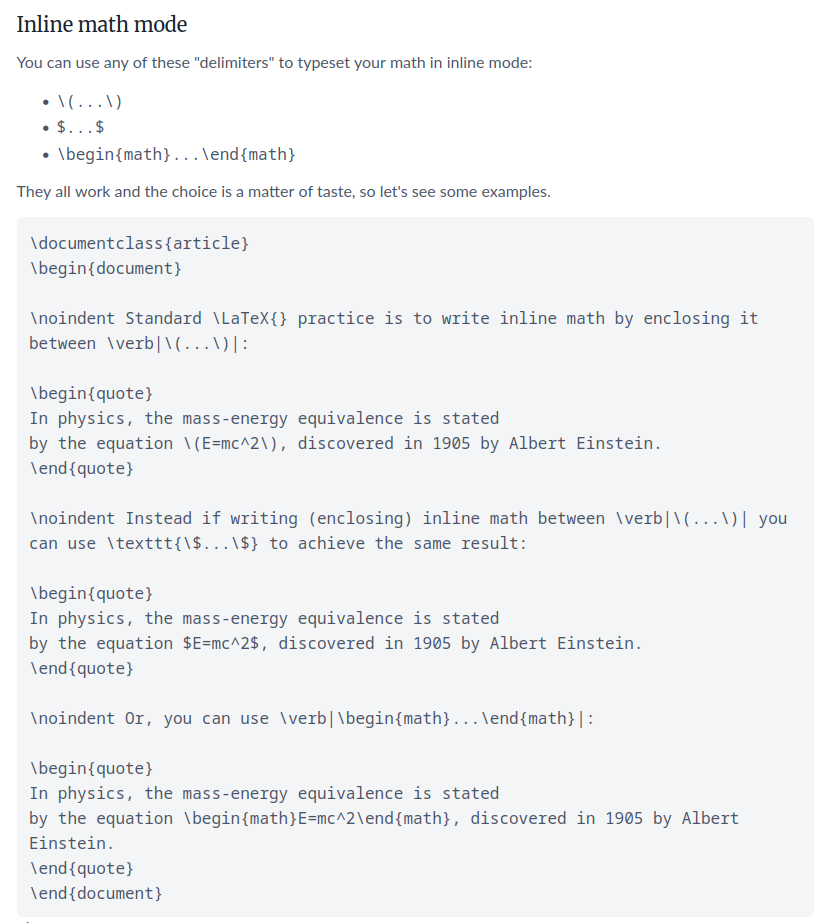 Inline math mode
You can use any of these "delimiters" to typeset your math in inline mode:
• \(...\)
• $...$
• \begin{math}...\end{math}
They all work and the choice is a matter of taste, so let's see some examples.
\documentclass{article}
\begin{document}
\noindent Standard \LaTeX{} practice is to write inline math by enclosing it
between \verb|\(...\)|:
\begin{quote}
In physics, the mass-energy equivalence is stated
by the equation \(E=mc^2\), discovered in 1905 by Albert Einstein.
\end{quote}
\noindent Instead if writing (enclosing) inline math between \verb|\(...\)| you
can use \texttt{\$...\$} to achieve the same result:
\begin{quote}
In physics, the mass-energy equivalence is stated
by the equation $E=mc^2$, discovered in 1905 by Albert Einstein.
\end{quote}
\noindent Or, you can use \verb|\begin{math}...\end{math}|:
\begin{quote}
In physics, the mass-energy equivalence is stated
by the equation \begin{math}E=mc^2\end{math}, discovered in 1905 by Albert
Einstein.
\end{quote}
\end{document}